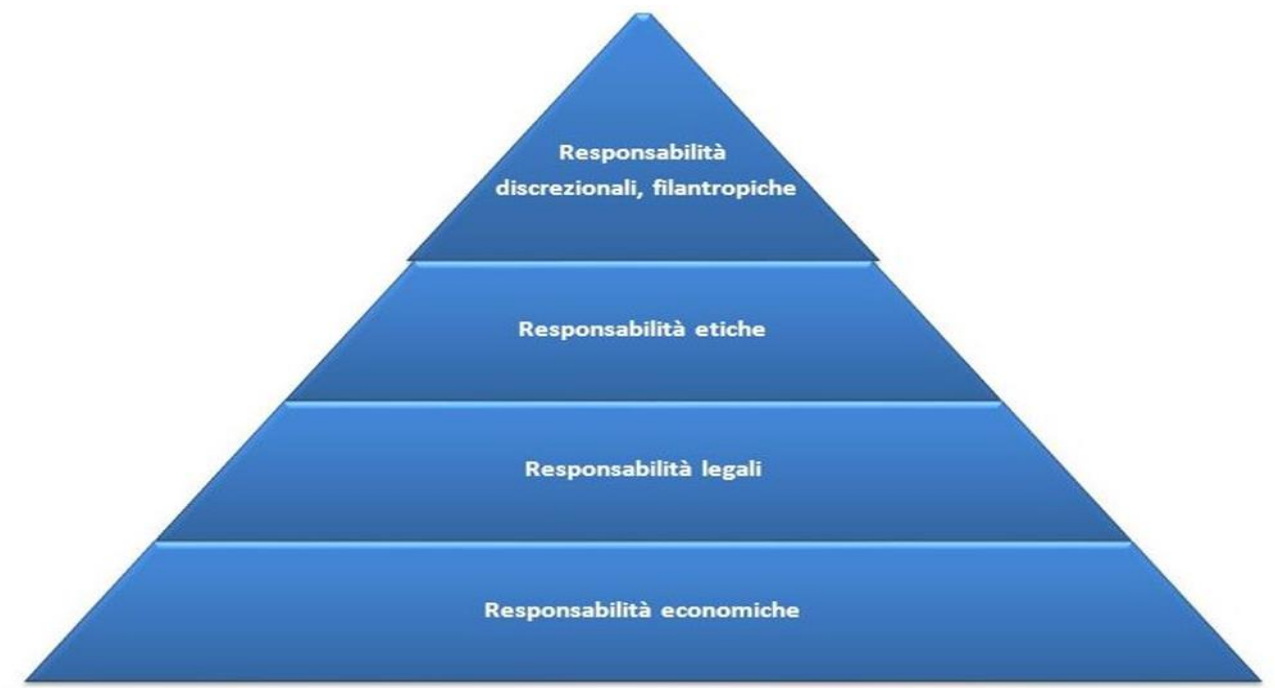 Responsabilità
discrezionali, filantropiche
Responsabilità etiche
Responsabilità legali
Responsabilità economiche